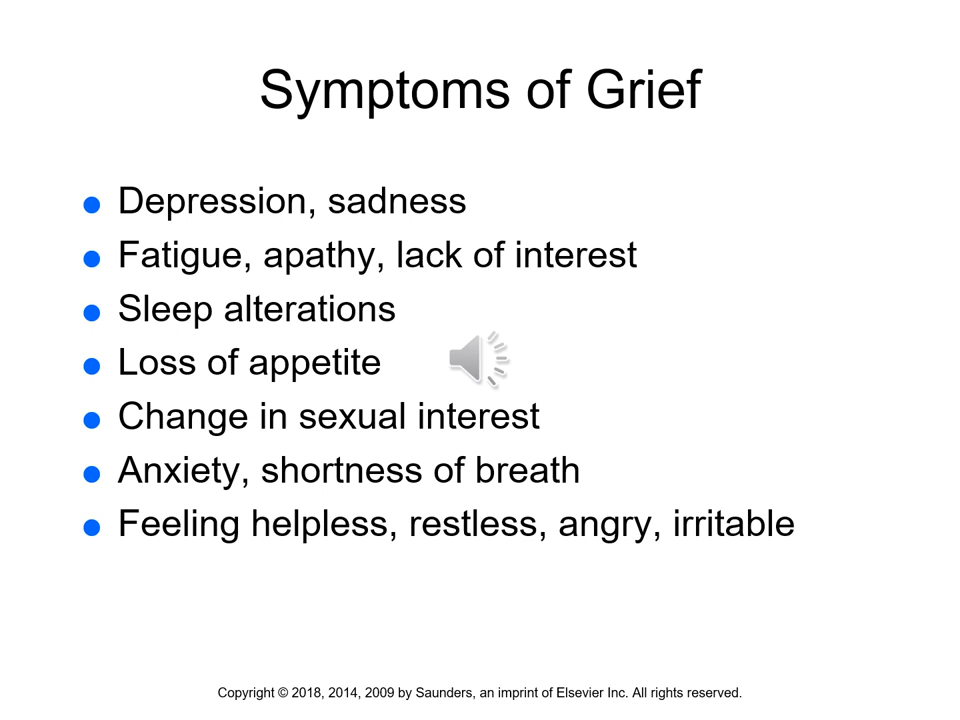 Symptoms of Grief
Depression, sadness
Fatigue, apathy, lack of interest
Sleep alterations
Loss of appetite
Change in sexual interest
Anxiety, shortness of breath
Feeling helpless, restless, angry, irritable
Copyright © 2018, 2014, 2009 by Saunders, an imprint of Elsevier Inc. All rights reserved.